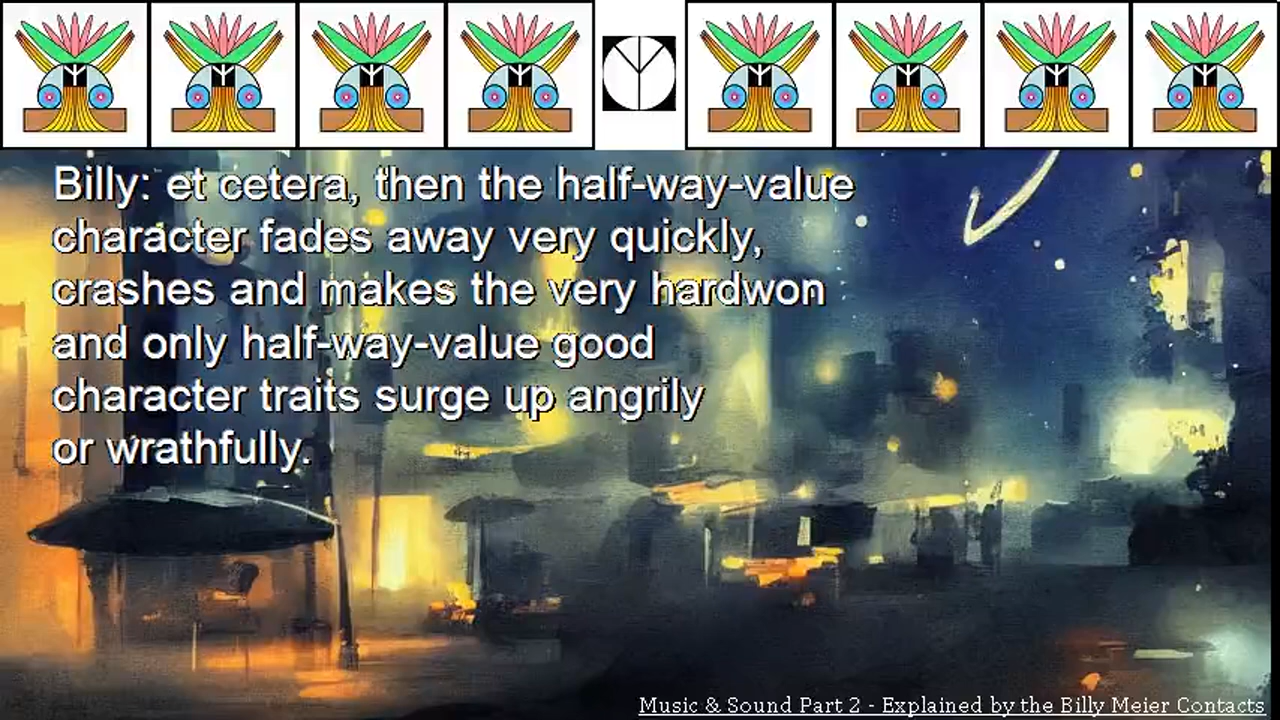 Billy: et cetera, then the half-way-value
character fades away very quickly,
crashes and makes the very hardwon
and only half-way-value good
character traits surge up angrily
or wrathfully.
Music & Sound Part 2 - Explained by the Billy Meier Contacts